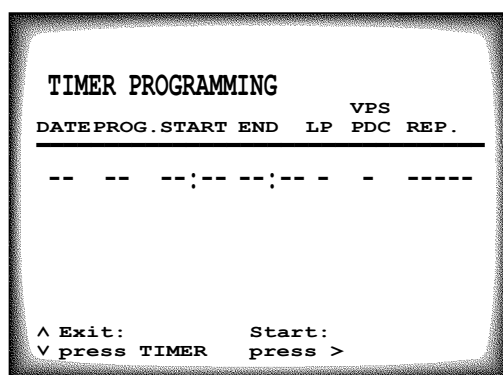 TIMER PROGRAMMING
VPS
DATE PROG. START END LP PDC REP.
-- -- --:-- --:-- - - -----
^ Exit: Start:
v press TIMER press >